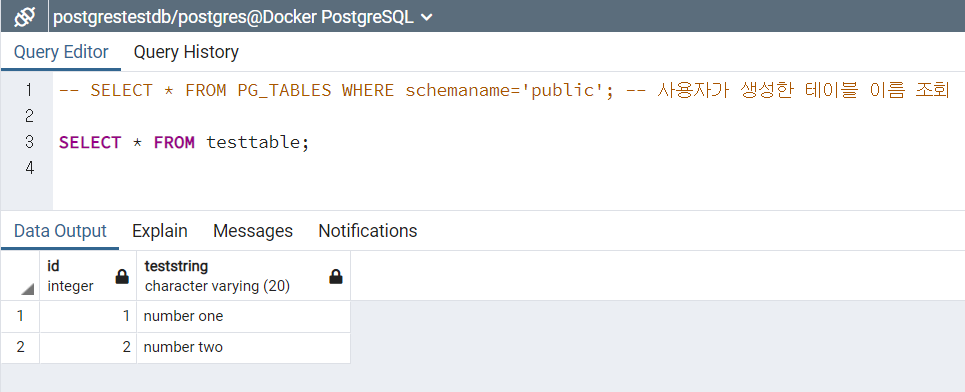 postgrestestdb/postgres@Docker PostgreSQL
Query Editor Query History
1 -- SELECT * FROM PG_TABLES WHERE schemaname='public'; -- 사용자가 생성한 테이블 이름 조회
2
3 SELECT * FROM testtable;
4
Data Output Explain Messages Notifications
id teststring
integer character varying (20)
1 1 number one
2 2 number two